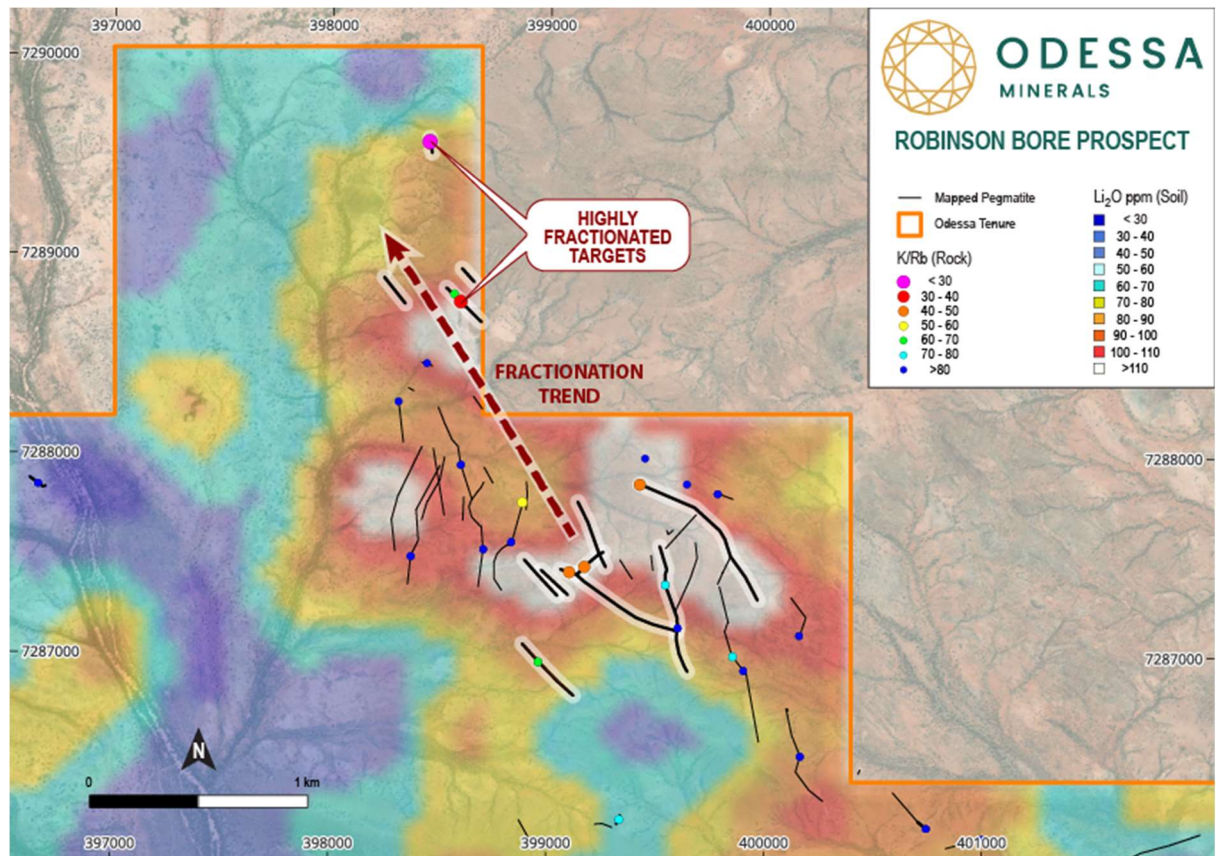 397000
398000
399000
400000
7290000
7289000
7288000
7287000
7288000
7287000
HIGHLY
FRACTIONATED
TARGETS
FRACTIONATION
TREND
N
0
1 km
397000
398000
399000
400000
401000
ODESSA
MINERALS
ROBINSON BORE PROSPECT
Mapped Pegmatite
Odessa Tenure
K/Rb (Rock)
< 30
30 - 40
40 - 50
50 - 60
60 - 70
70 - 80
>80
Li₂O ppm (Soil)
< 30
30 - 40
40 - 50
50 - 60
60 - 70
70 - 80
80 - 90
90 - 100
100 - 110
>110